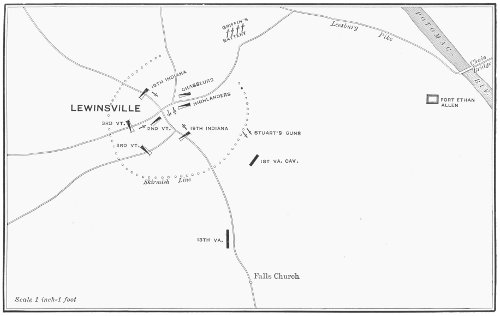 GRIFFIN'S
BATTERY
Leesburg Pike
POTOMAC
RIV
Chain
Bridge
19TH INDIANA
CHASSEURS
HIGHLANDERS
FORT ETHAN
ALLEN
LEWINSVILLE
3RD VT.
2ND VT.
19TH INDIANA
STUART'S GUNS
3RD VT.
1ST VA. CAV.
Skirmish Line
13TH VA.
Falls Church
Scale 1 inch-1 foot